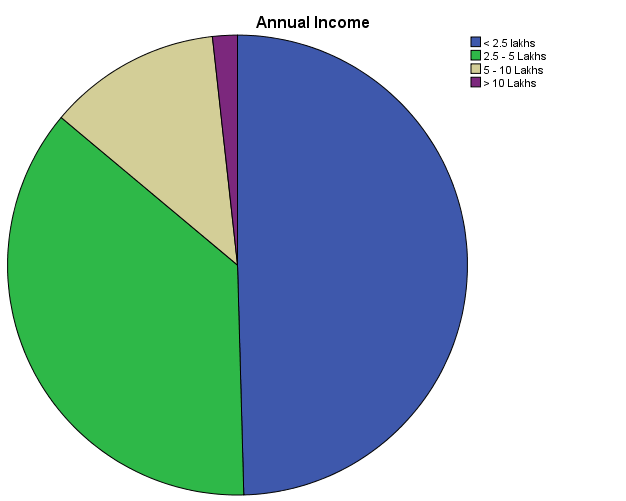 Annual Income
< 2.5 lakhs
2.5 - 5 Lakhs
5 - 10 Lakhs
> 10 Lakhs